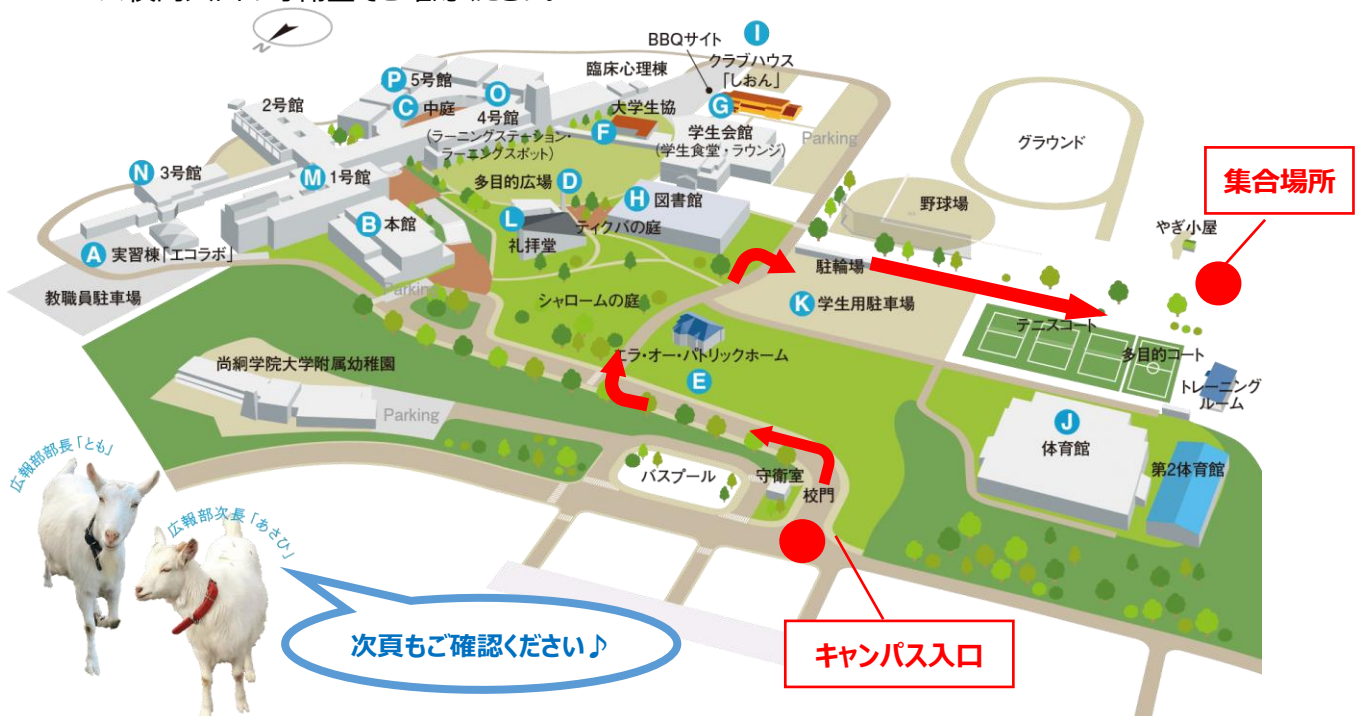 N
BBQサイト
I
クラブハウス
「しおん」
臨床心理棟
P 5号館
C 中庭
O
4号館
(ラーニングステーション・
ラーニングスポット)
2号館
大学生協
F
G
学生会館
(学生食堂・ラウンジ)
Parking
グラウンド
集合場所
N 3号館
M 1号館
多目的広場 D
H 図書館
野球場
やぎ小屋
B 本館
L
礼拝堂
ティクバの庭
A 実習棟「エコラボ」
駐輪場
教職員駐車場
Parking
シャロームの庭
K 学生用駐車場
テニスコート
多目的コート
エラ・オー・パトリックホーム
E
尚絅学院大学附属幼稚園
トレーニング
ルーム
Parking
J
体育館
第2体育館
バスプール
守衛室
校門
広報部部長「とも」
広報部次長「あさひ」
次頁もご確認ください♪
キャンパス入口